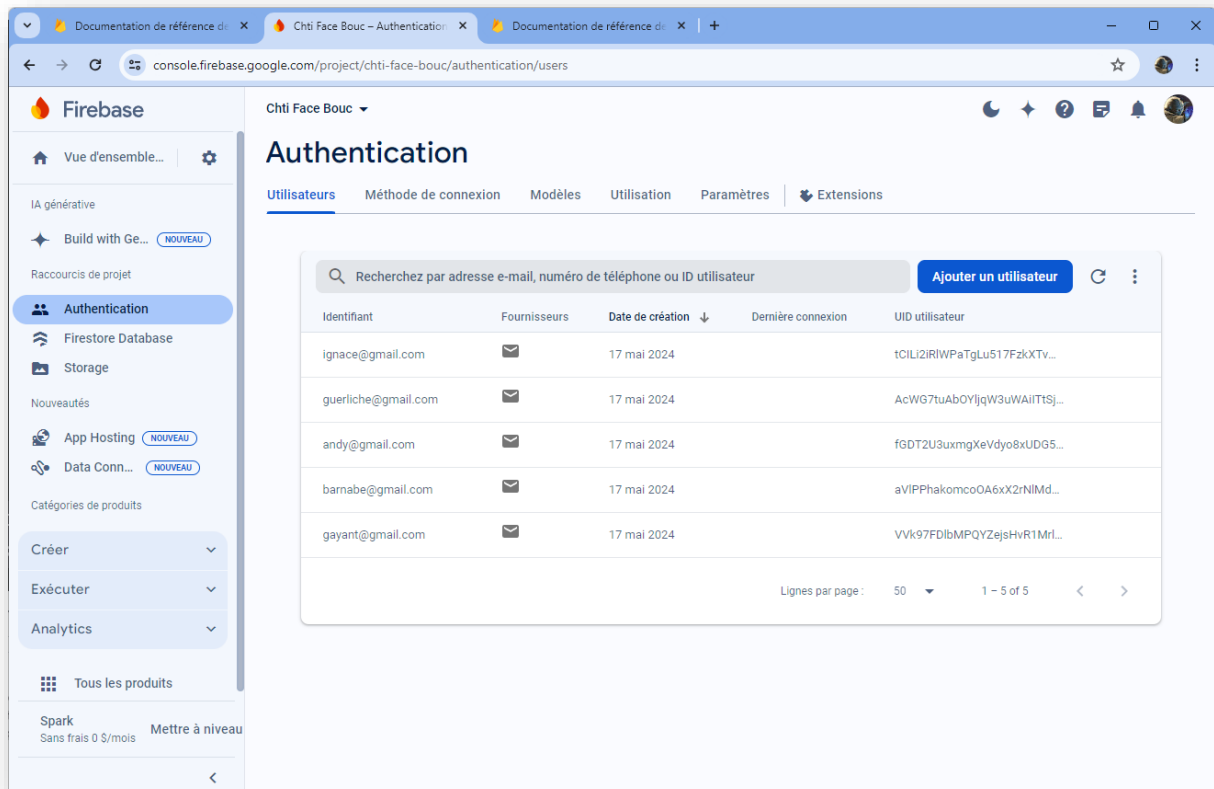 Documentation de référence de
Chti Face Bouc – Authentication
Documentation de référence de
console.firebase.google.com/project/chti-face-bouc/authentication/users
Firebase
Vue d'ensemble...
IA générative
Build with Ge... NOUVEAU
Raccourcis de projet
Authentication
Firestore Database
Storage
Nouveautés
App Hosting NOUVEAU
Data Conn... NOUVEAU
Catégories de produits
Créer
Exécuter
Analytics
Tous les produits
Spark
Sans frais 0 $/mois
Mettre à niveau
Chti Face Bouc
Authentication
Utilisateurs Méthode de connexion Modèles Utilisation Paramètres Extensions
Recherchez par adresse e-mail, numéro de téléphone ou ID utilisateur
Ajouter un utilisateur
Identifiant Fournisseurs Date de création Dernière connexion UID utilisateur
ignace@gmail.com 17 mai 2024 tCILi2iRlWPaTgLu517FzkXTv...
guerliche@gmail.com 17 mai 2024 AcWG7tuAbOYljqW3uWAiITtSj...
andy@gmail.com 17 mai 2024 fGDT2U3uxmgXeVdyo8xUDG5...
barnabe@gmail.com 17 mai 2024 aVlPPhakomcoOA6xX2rNlMd...
gayant@gmail.com 17 mai 2024 VVk97FDlbMPQYZejsHvR1Mrl...
Lignes par page : 50 1 – 5 of 5